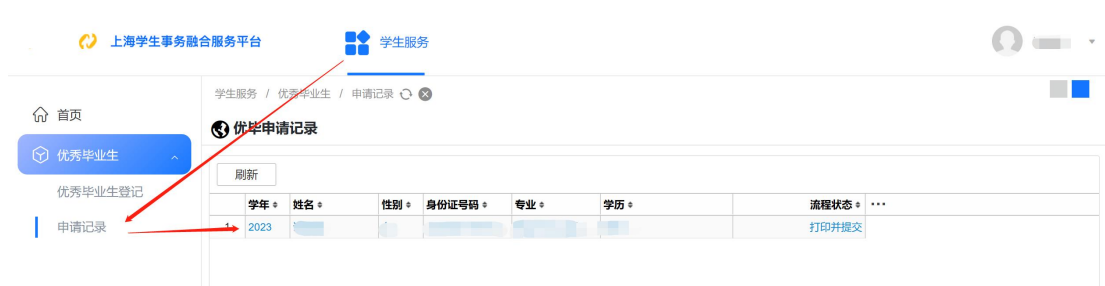 上海学生事务融合服务平台
学生服务
学生服务 / 优秀毕业生 / 申请记录
首页
优毕申请记录
优秀毕业生
刷新
优秀毕业生登记
学年 姓名 性别 身份证号码 专业 学历 流程状态 ...
申请记录
1 2023 打印并提交